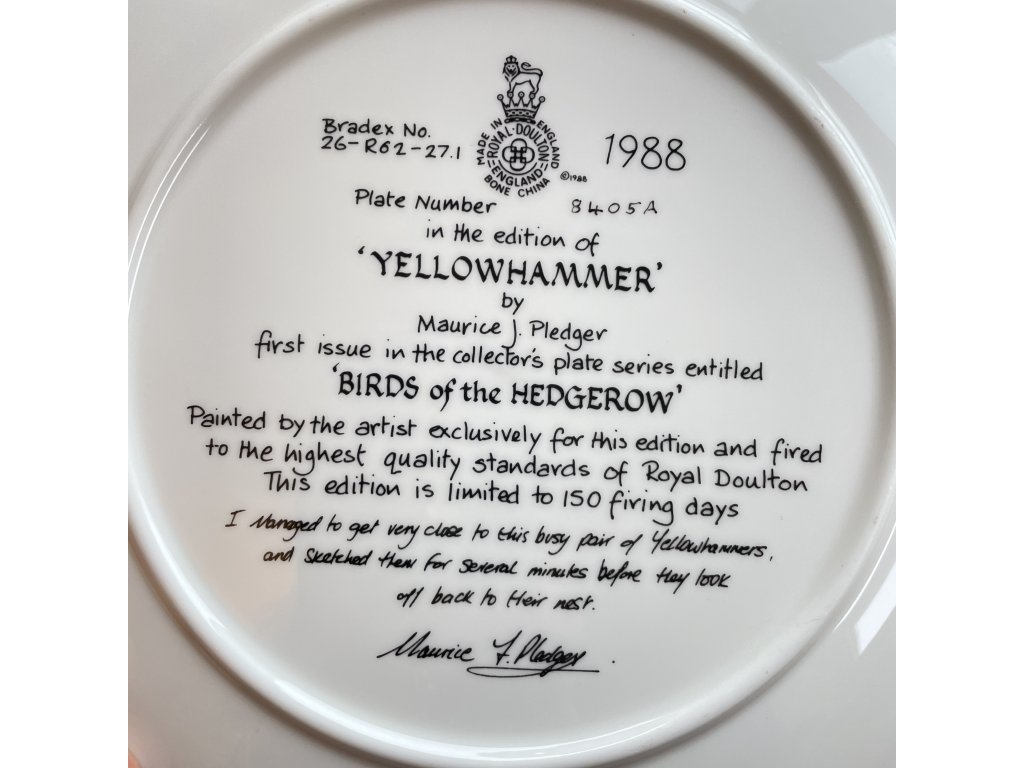 Bradex No.
26-R62-27.1
MADE IN ENGLAND
ROYAL·DOULTON
ENGLAND
BONE CHINA
©1988
1988
Plate Number 8405A
in the edition of
'YELLOWHAMMER'
by
Maurice J. Pledger
first issue in the collector's plate series entitled
'BIRDS of the HEDGEROW'
Painted by the artist exclusively for this edition and fired
to the highest quality standards of Royal Doulton
This edition is limited to 150 firing days
I managed to get very close to this busy pair of Yellowhammers,
and sketched them for several minutes before they took
off back to their nest.
Maurice J. Pledger.